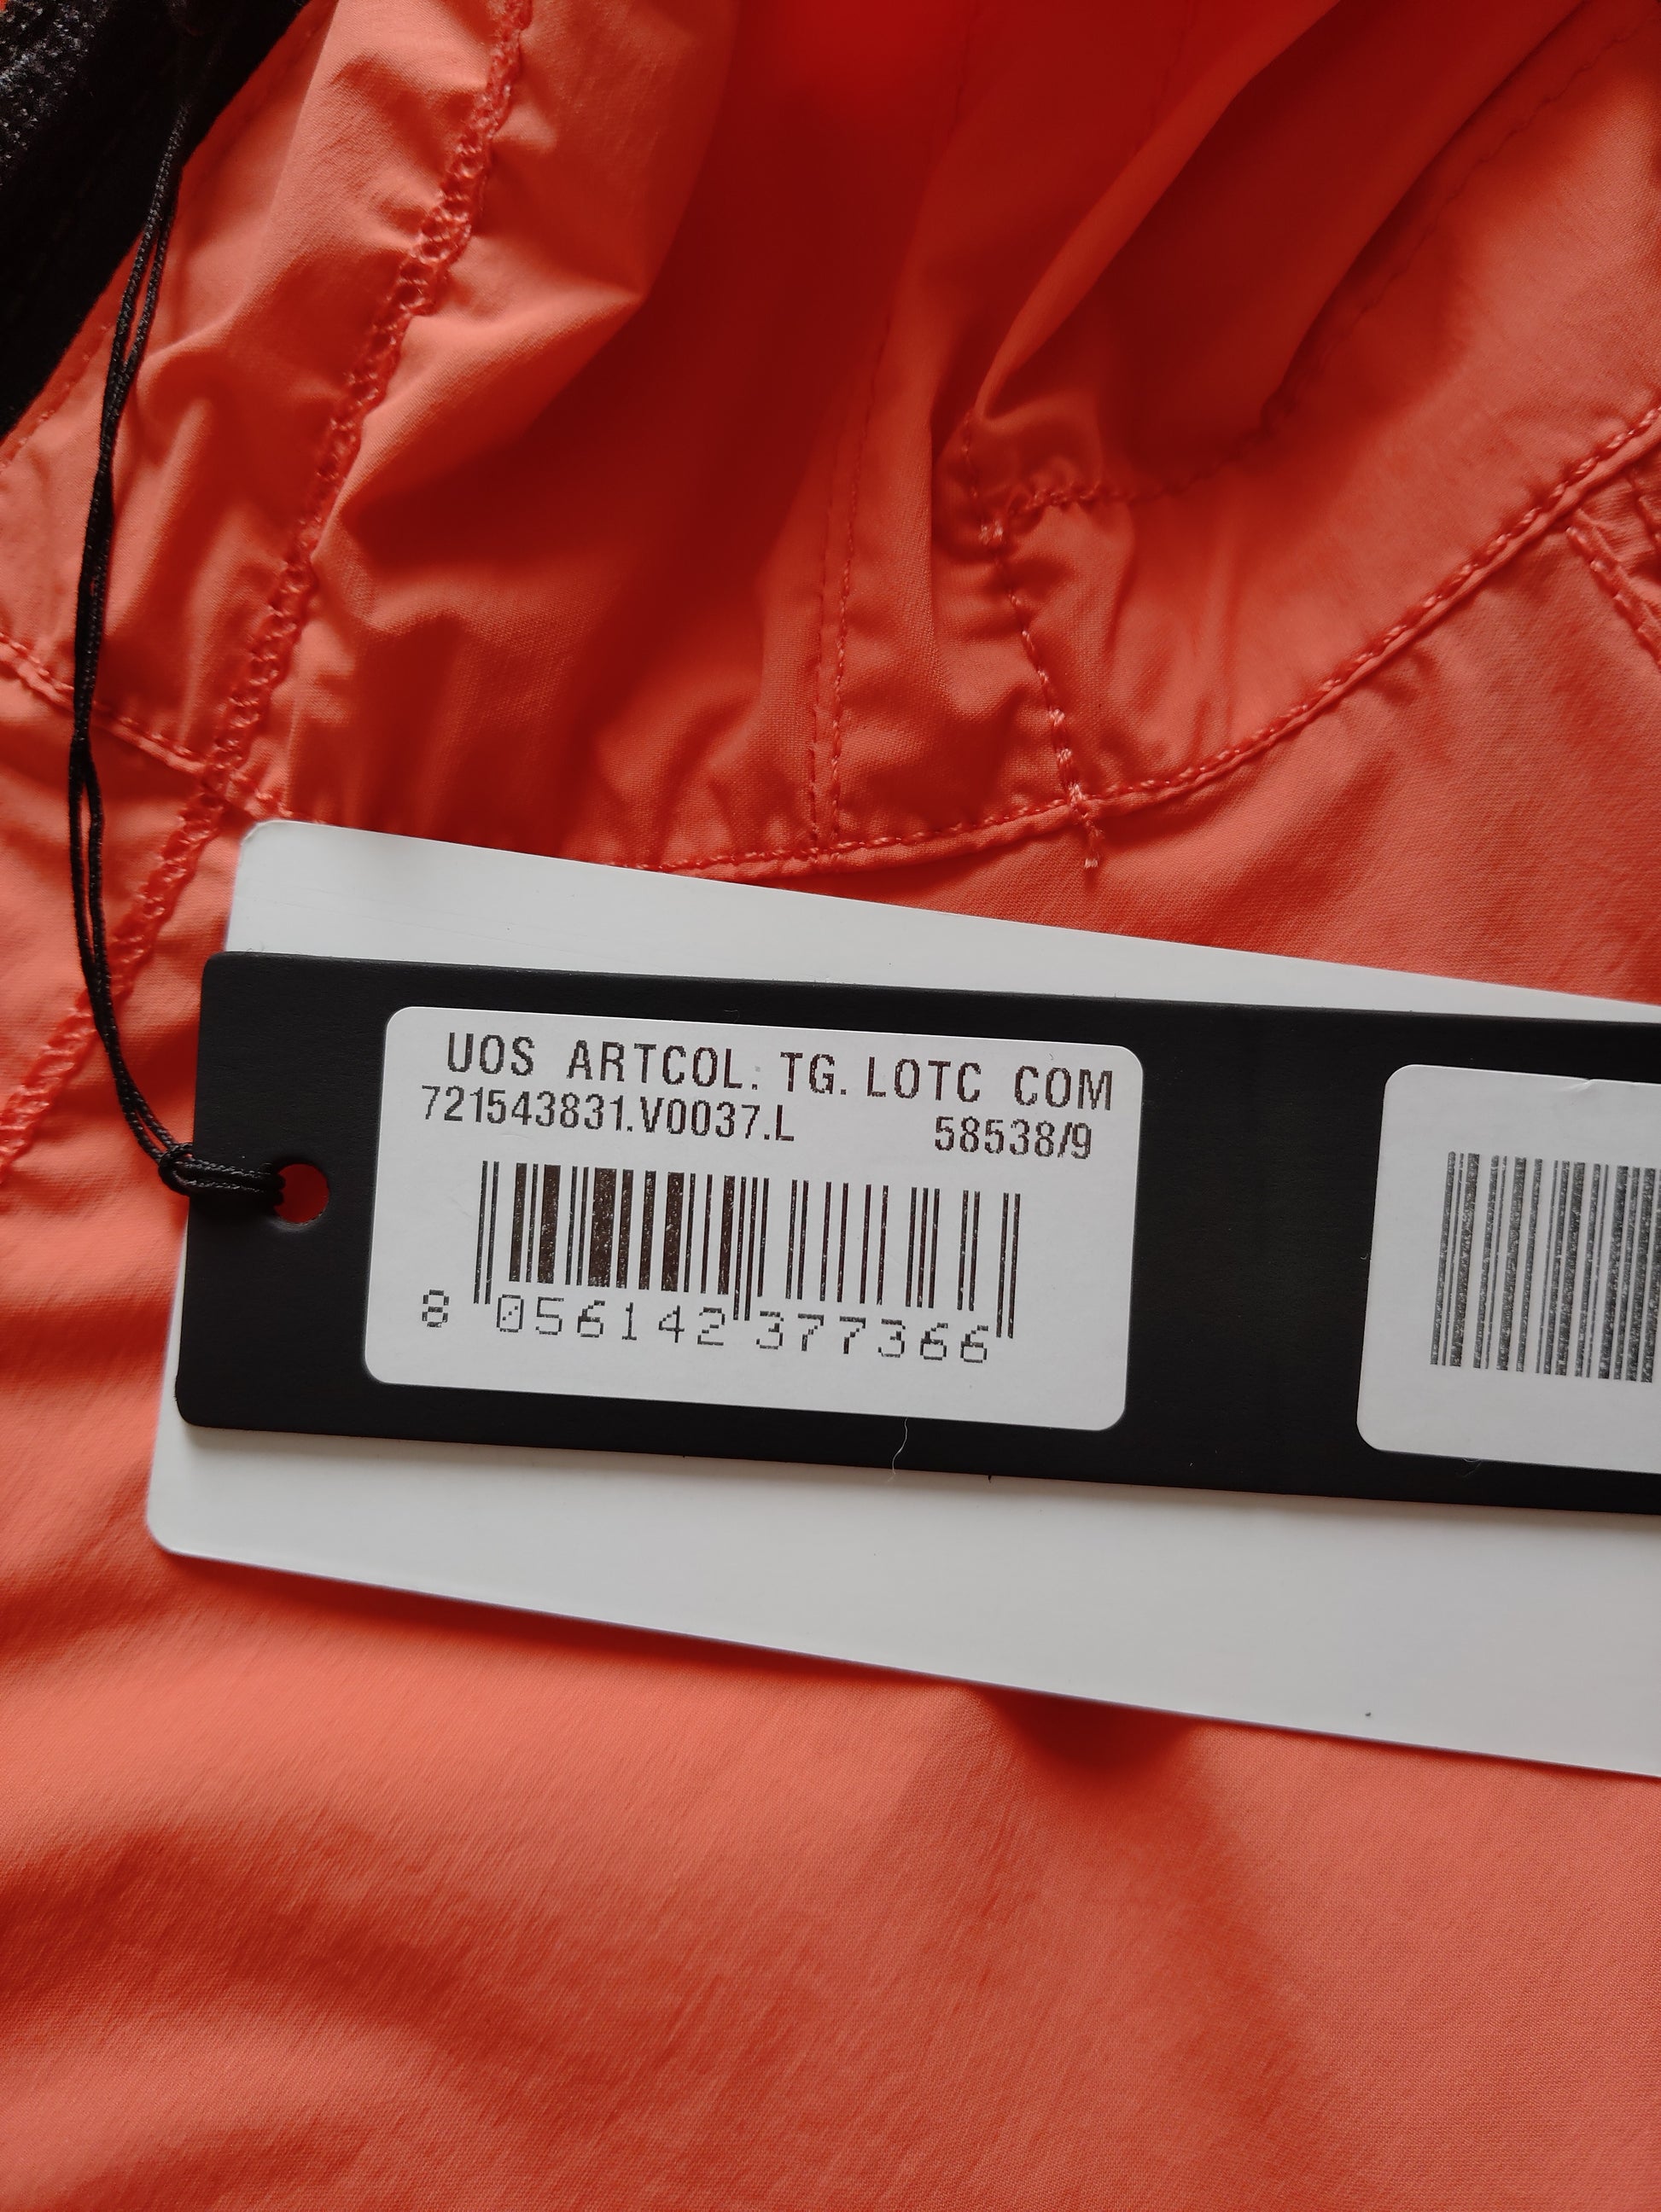 UOS ARTCOL. TG. LOTC COM
721543831.V0037.L 58538/9
8 056142 377366